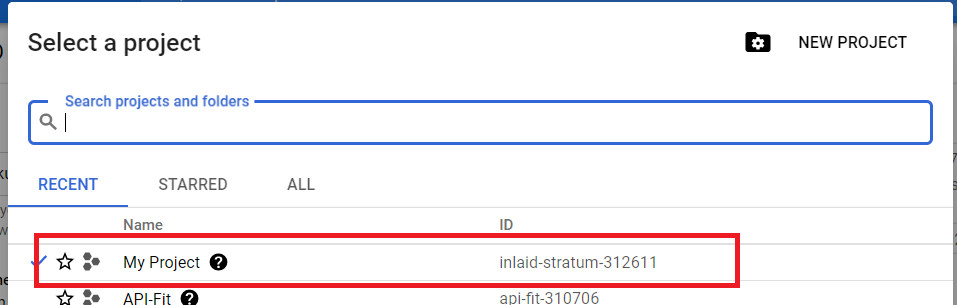 Select a project
NEW PROJECT
Search projects and folders
RECENT STARRED ALL
Name ID
My Project inlaid-stratum-312611
API-Fit api-fit-310706